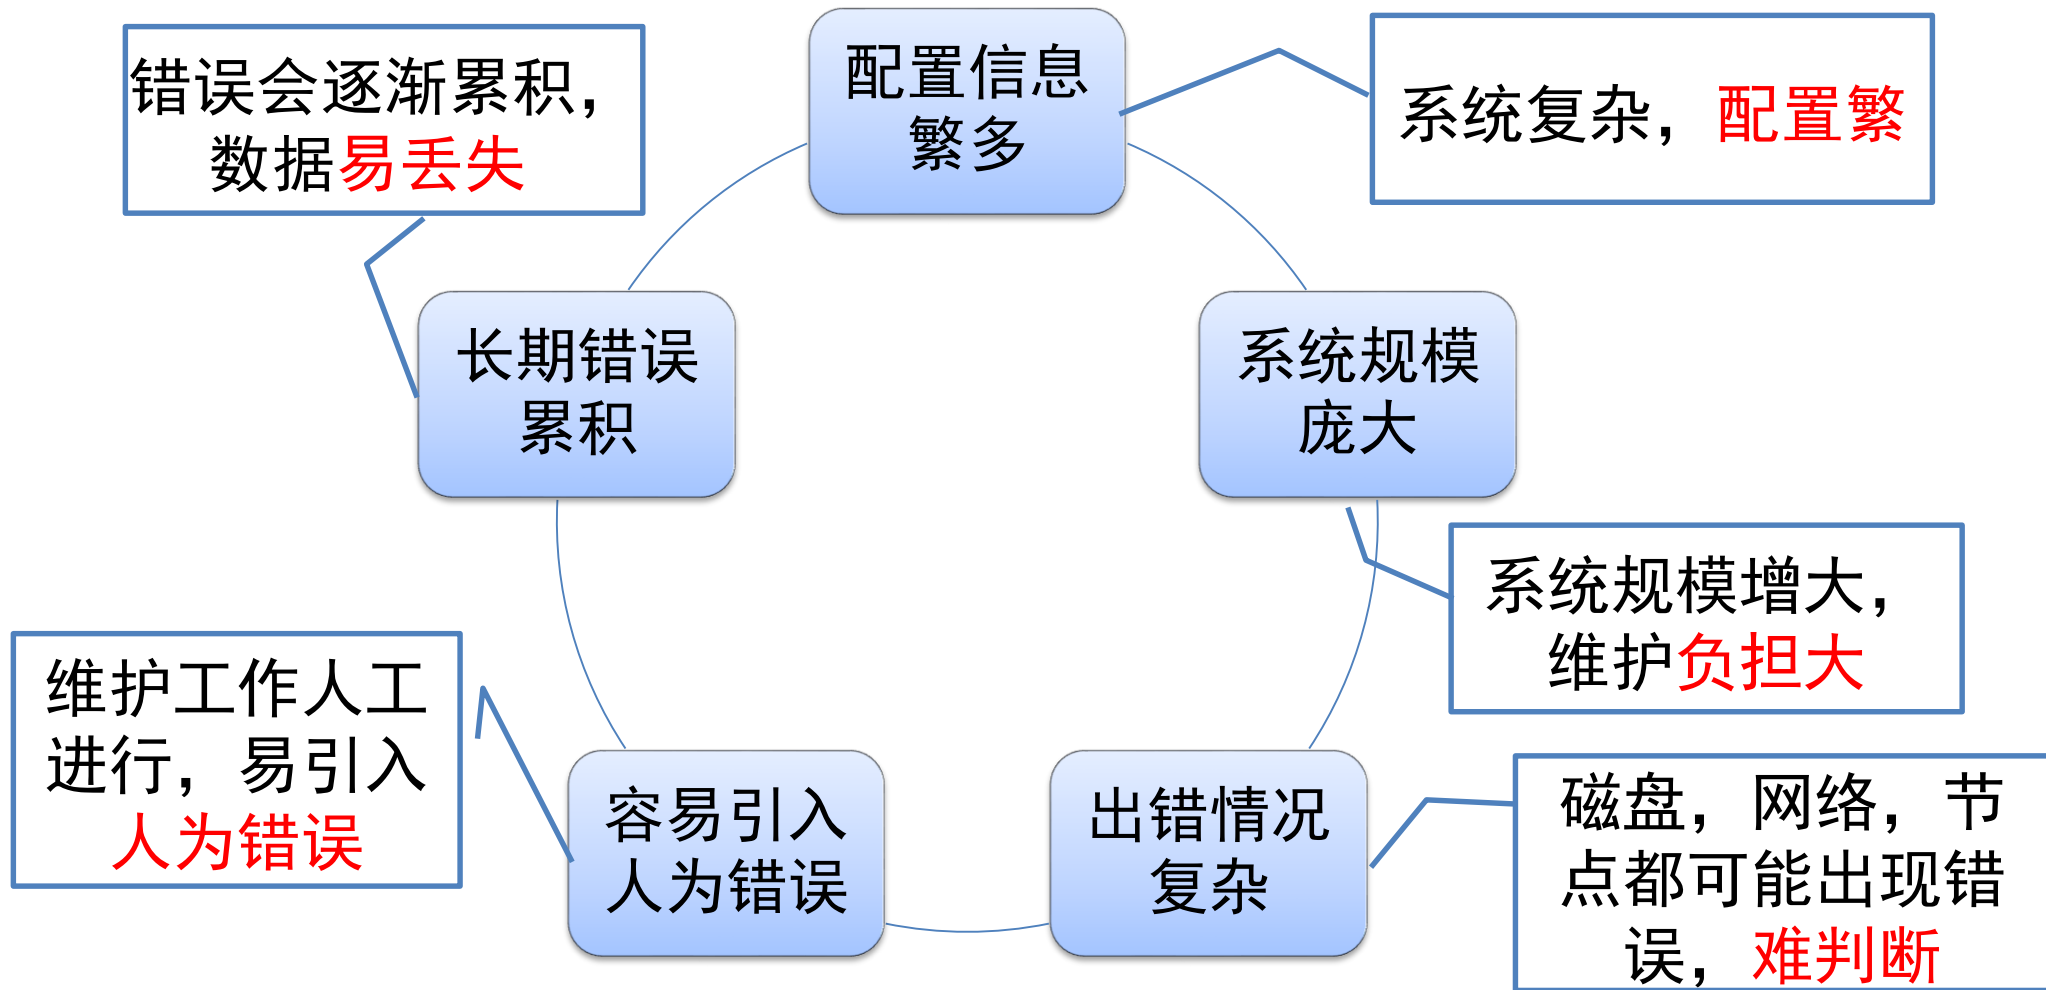 错误会逐渐累积，
数据易丢失
配置信息
繁多
系统复杂，配置繁
长期错误
累积
系统规模
庞大
系统规模增大，
维护负担大
维护工作人工
进行，易引入
人为错误
容易引入
人为错误
出错情况
复杂
磁盘，网络，节
点都可能出现错
误，难判断